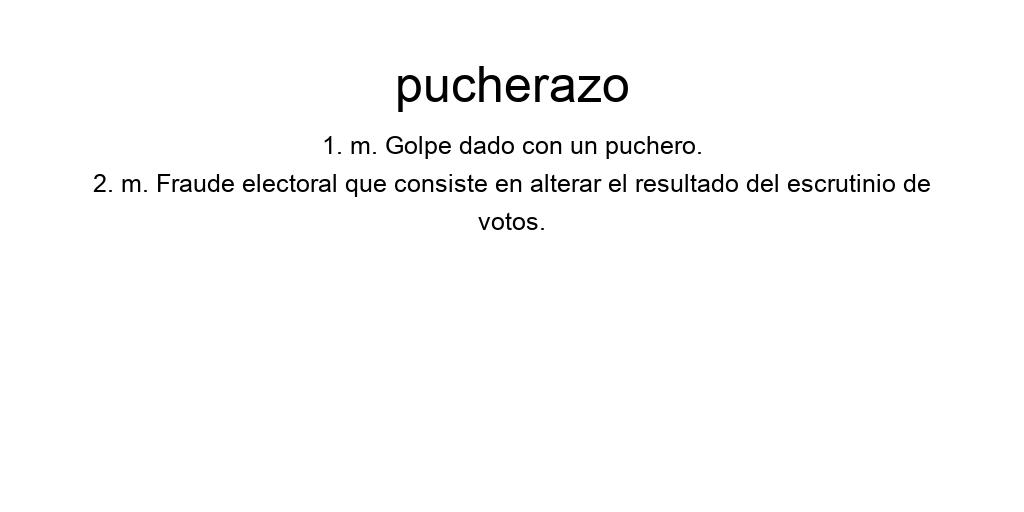 pucherazo
1. m. Golpe dado con un puchero.
2. m. Fraude electoral que consiste en alterar el resultado del escrutinio de
votos.